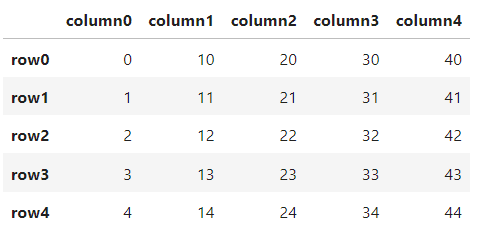 column0 column1 column2 column3 column4
row0 0 10 20 30 40
row1 1 11 21 31 41
row2 2 12 22 32 42
row3 3 13 23 33 43
row4 4 14 24 34 44